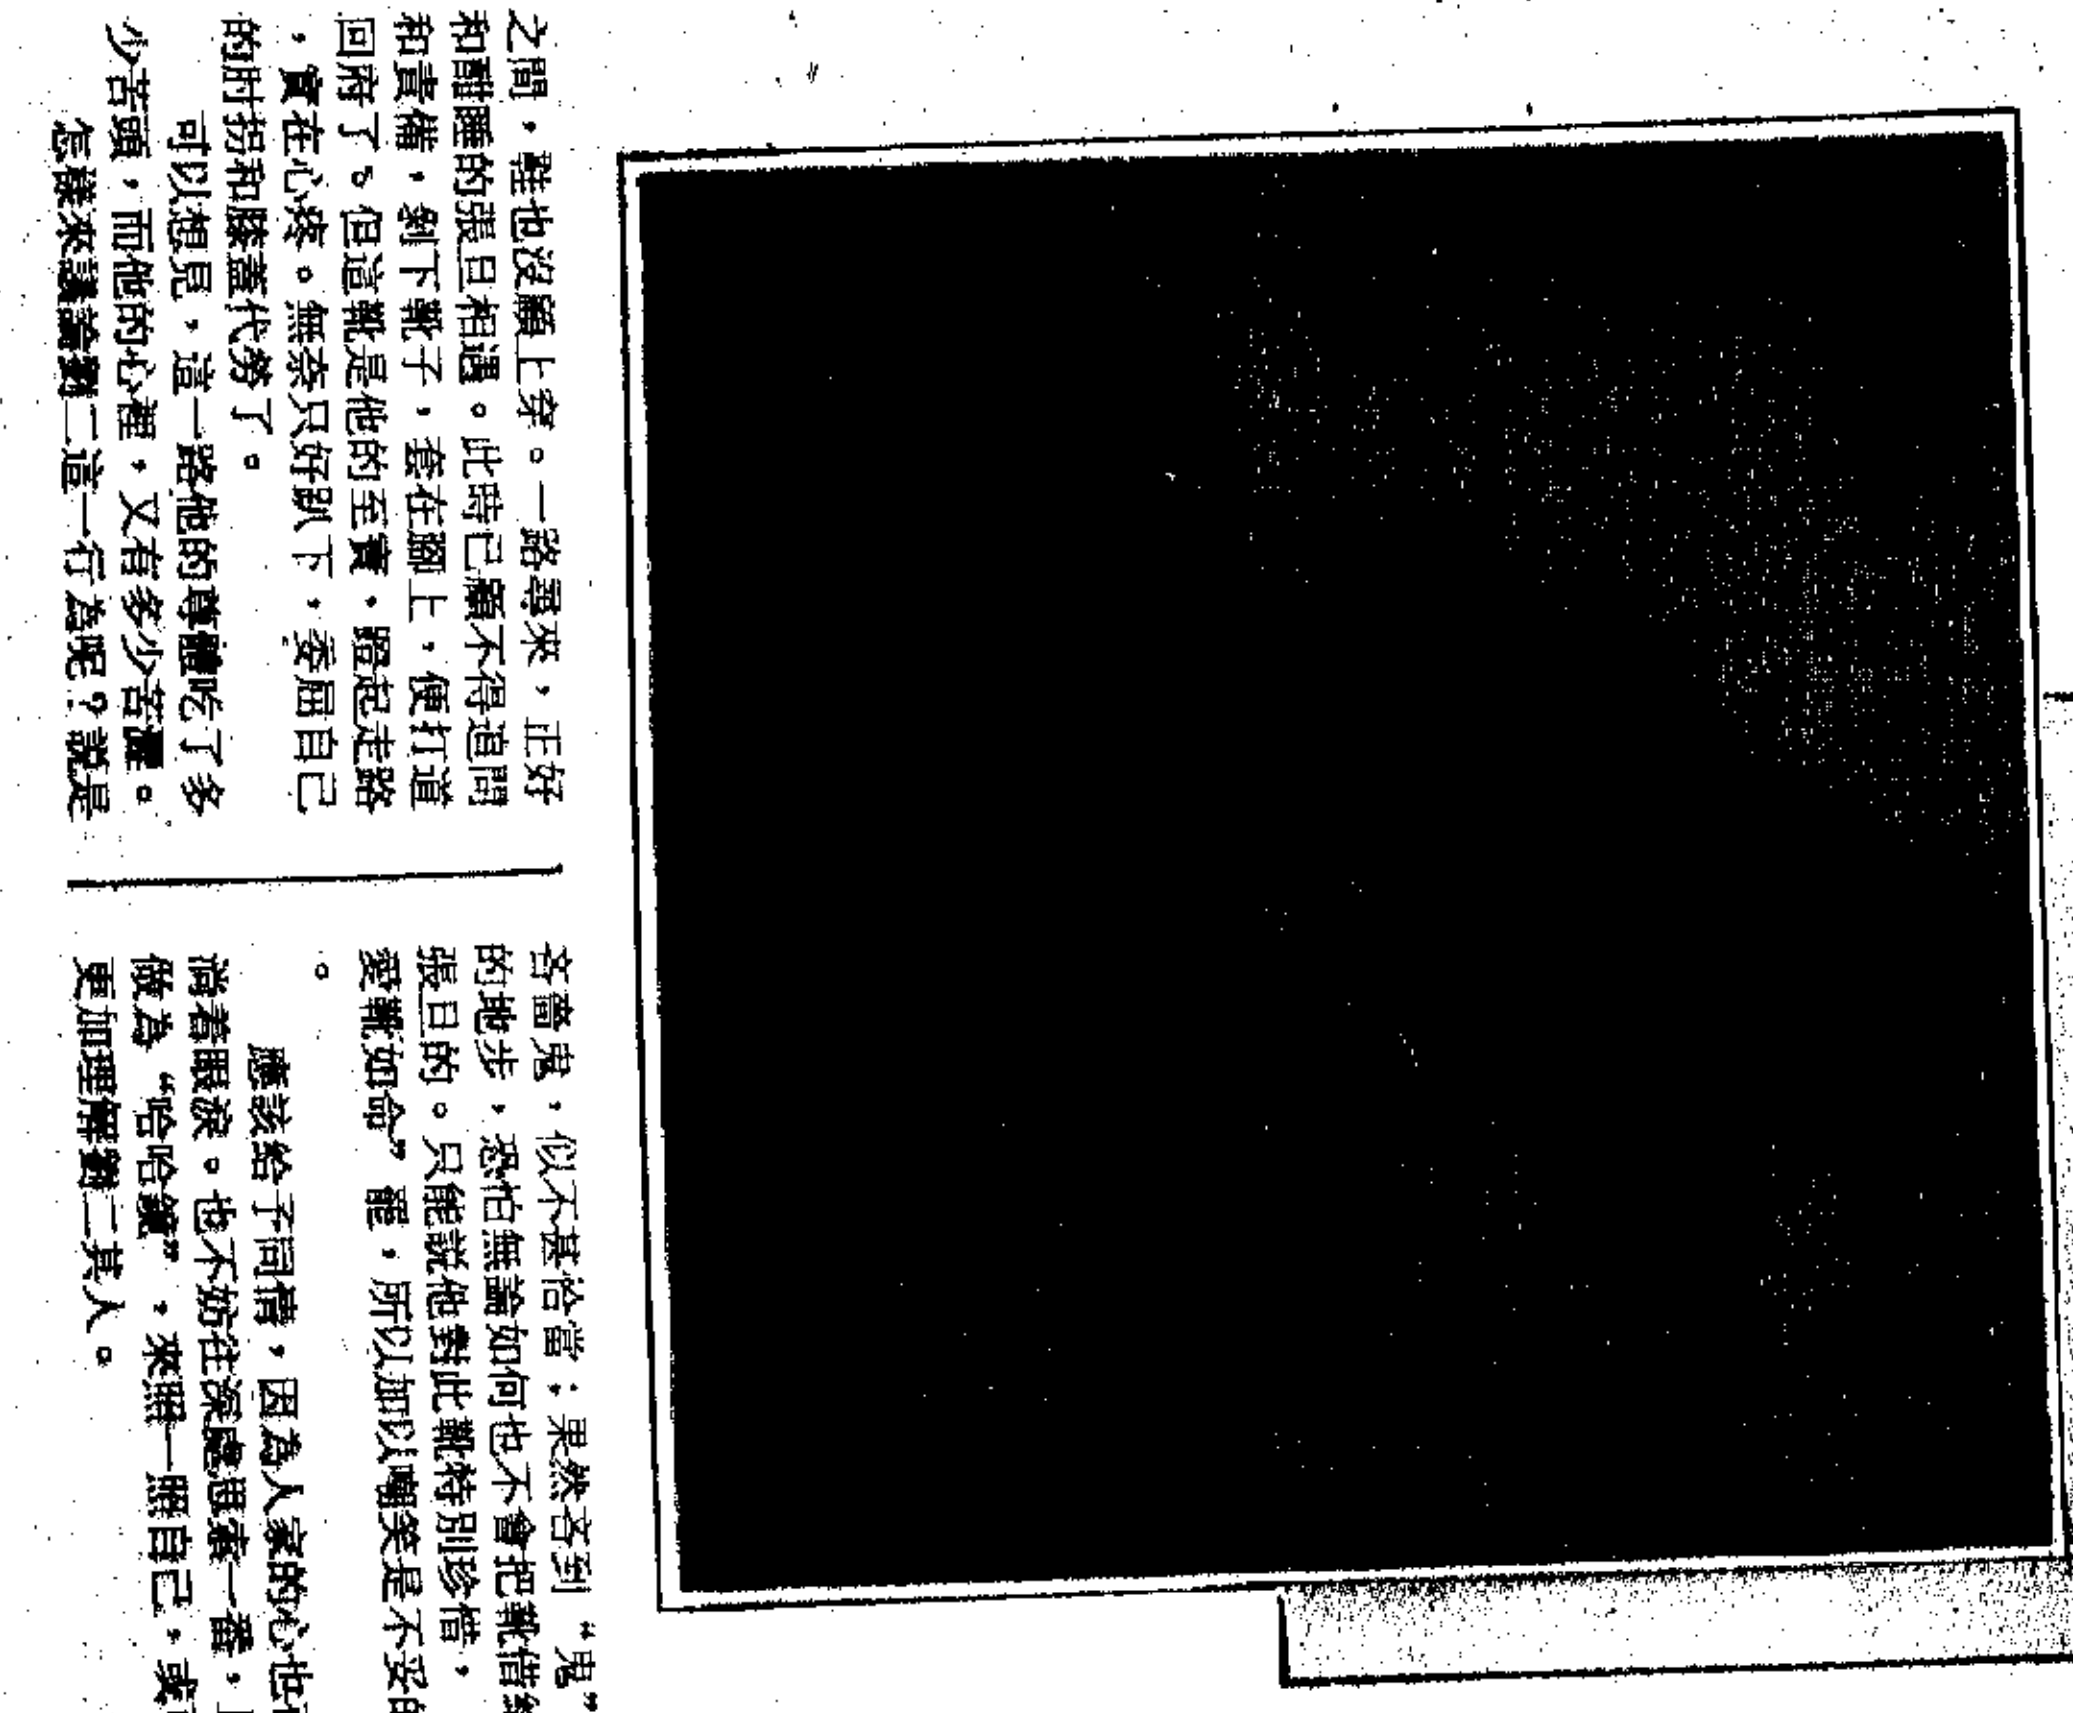 之間，鞋也沒顧上穿。一路尋來，正好
和酣睡的張旦相遇。此時已顧不得追問
和責備，剝下靴子，套在腳上，便打道
回府了。但這靴是他的至寶，蹬起走路
，實在心疼。無奈只好趴下，委屈自己
的肘拐和膝蓋代勞了。
可以想見，這一路他的尊體吃了多
少苦頭，而他的心裡，又有多少苦澀。
怎樣來議論劉二這一行為呢？說是
吝嗇鬼，似不甚恰當；果然吝到“鬼”
的地步，恐怕無論如何也不會把靴借給
張旦的。只能說他對此靴特別珍惜，
愛靴如命”罷，所以加以嘲笑是不妥的
。
應該給予同情，因為人家的心也
淌着眼淚。也不妨往深處思索一番，
做為“哈哈鏡”，來照一照自己，或
更加理解劉二其人。